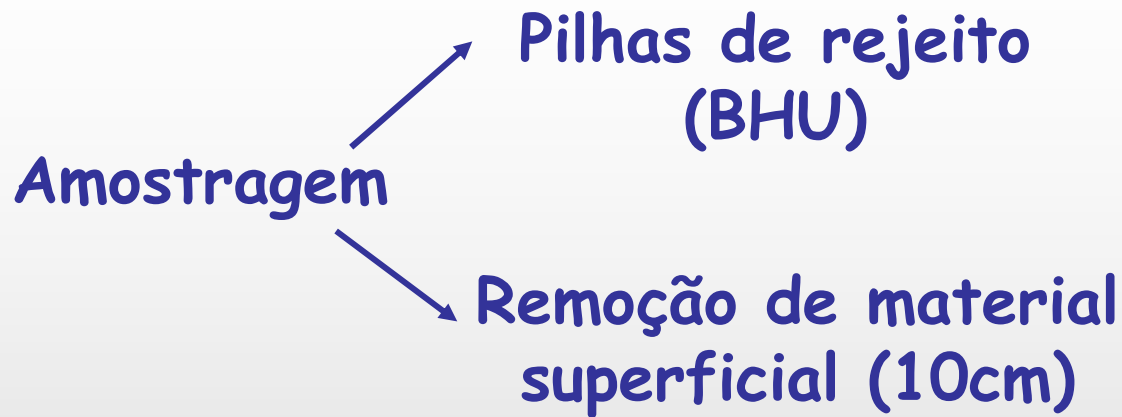 Pilhas de rejeito
(BHU)
Amostragem
Remoção de material
superficial (10cm)